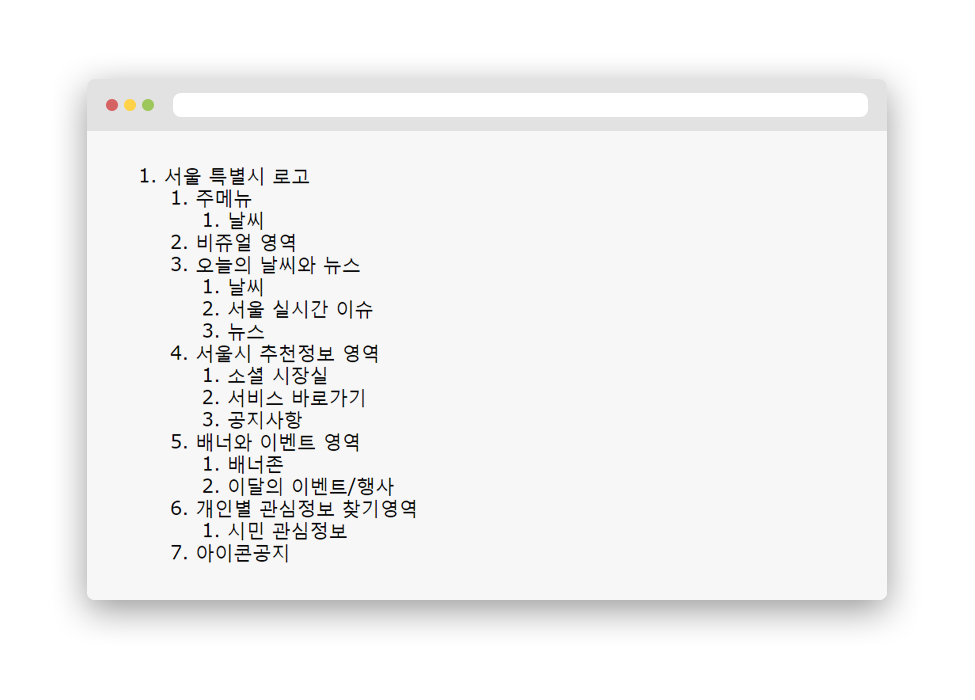 1. 서울 특별시 로고
1. 주메뉴
1. 날씨
2. 비쥬얼 영역
3. 오늘의 날씨와 뉴스
1. 날씨
2. 서울 실시간 이슈
3. 뉴스
4. 서울시 추천정보 영역
1. 소셜 시장실
2. 서비스 바로가기
3. 공지사항
5. 배너와 이벤트 영역
1. 배너존
2. 이달의 이벤트/행사
6. 개인별 관심정보 찾기영역
1. 시민 관심정보
7. 아이콘공지